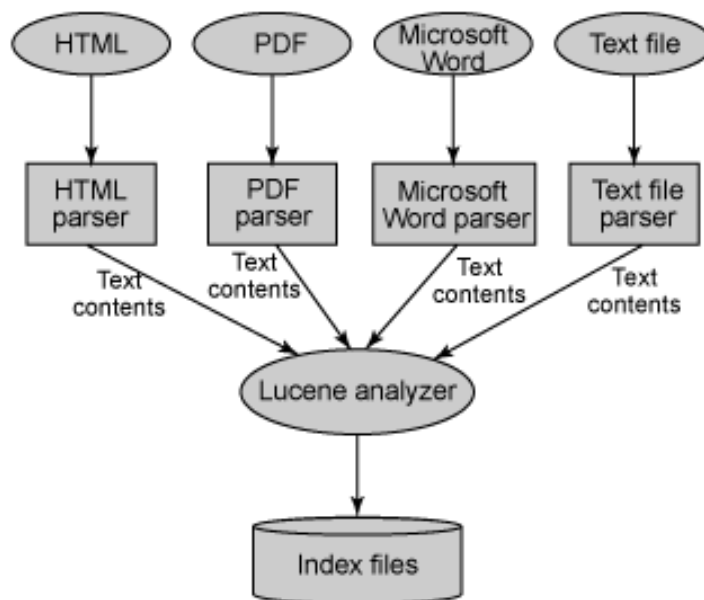 HTML
PDF
Microsoft
Word
Text file
HTML
parser
PDF
parser
Microsoft
Word parser
Text file
parser
Text
contents
Text
contents
Text
contents
Text
contents
Lucene analyzer
Index files